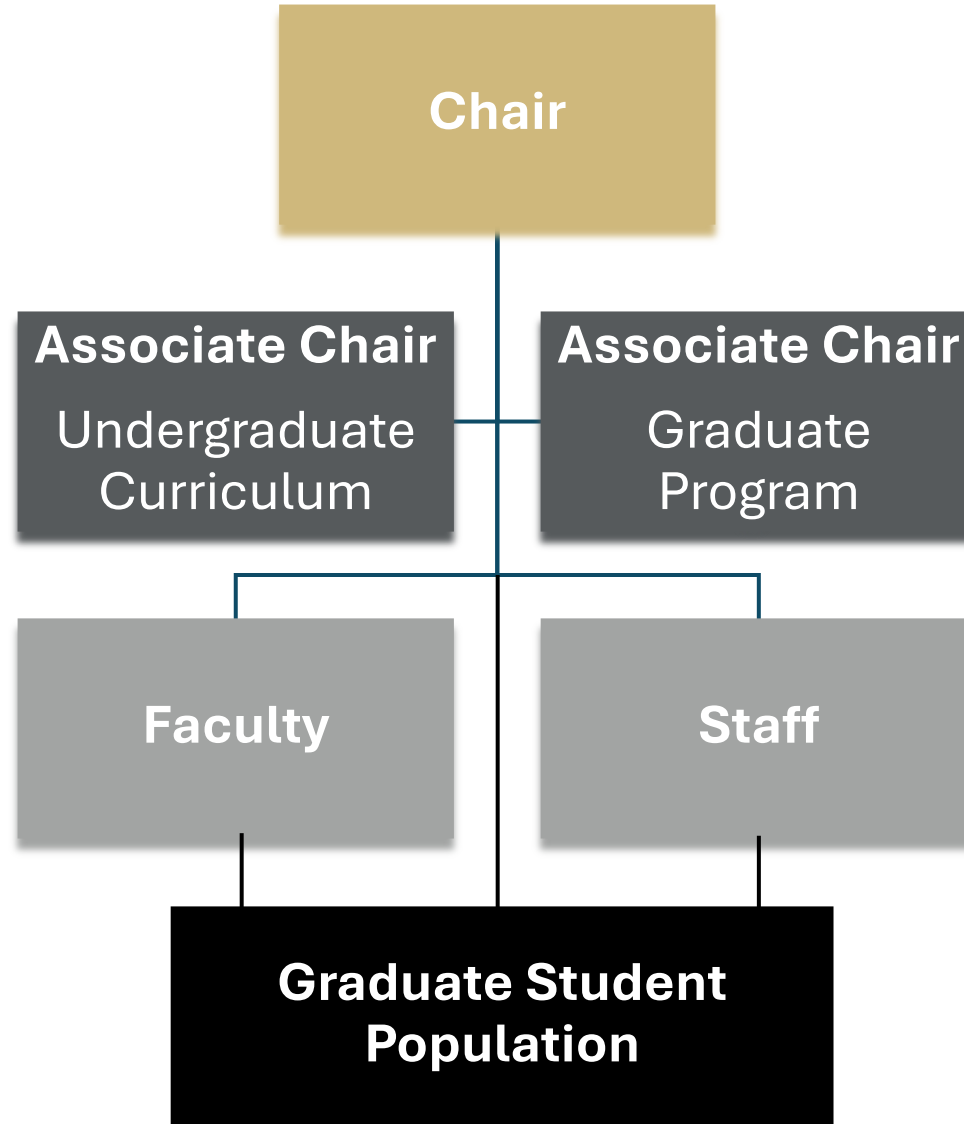 Chair
Associate Chair
Undergraduate
Curriculum
Associate Chair
Graduate
Program
Faculty
Staff
Graduate Student
Population